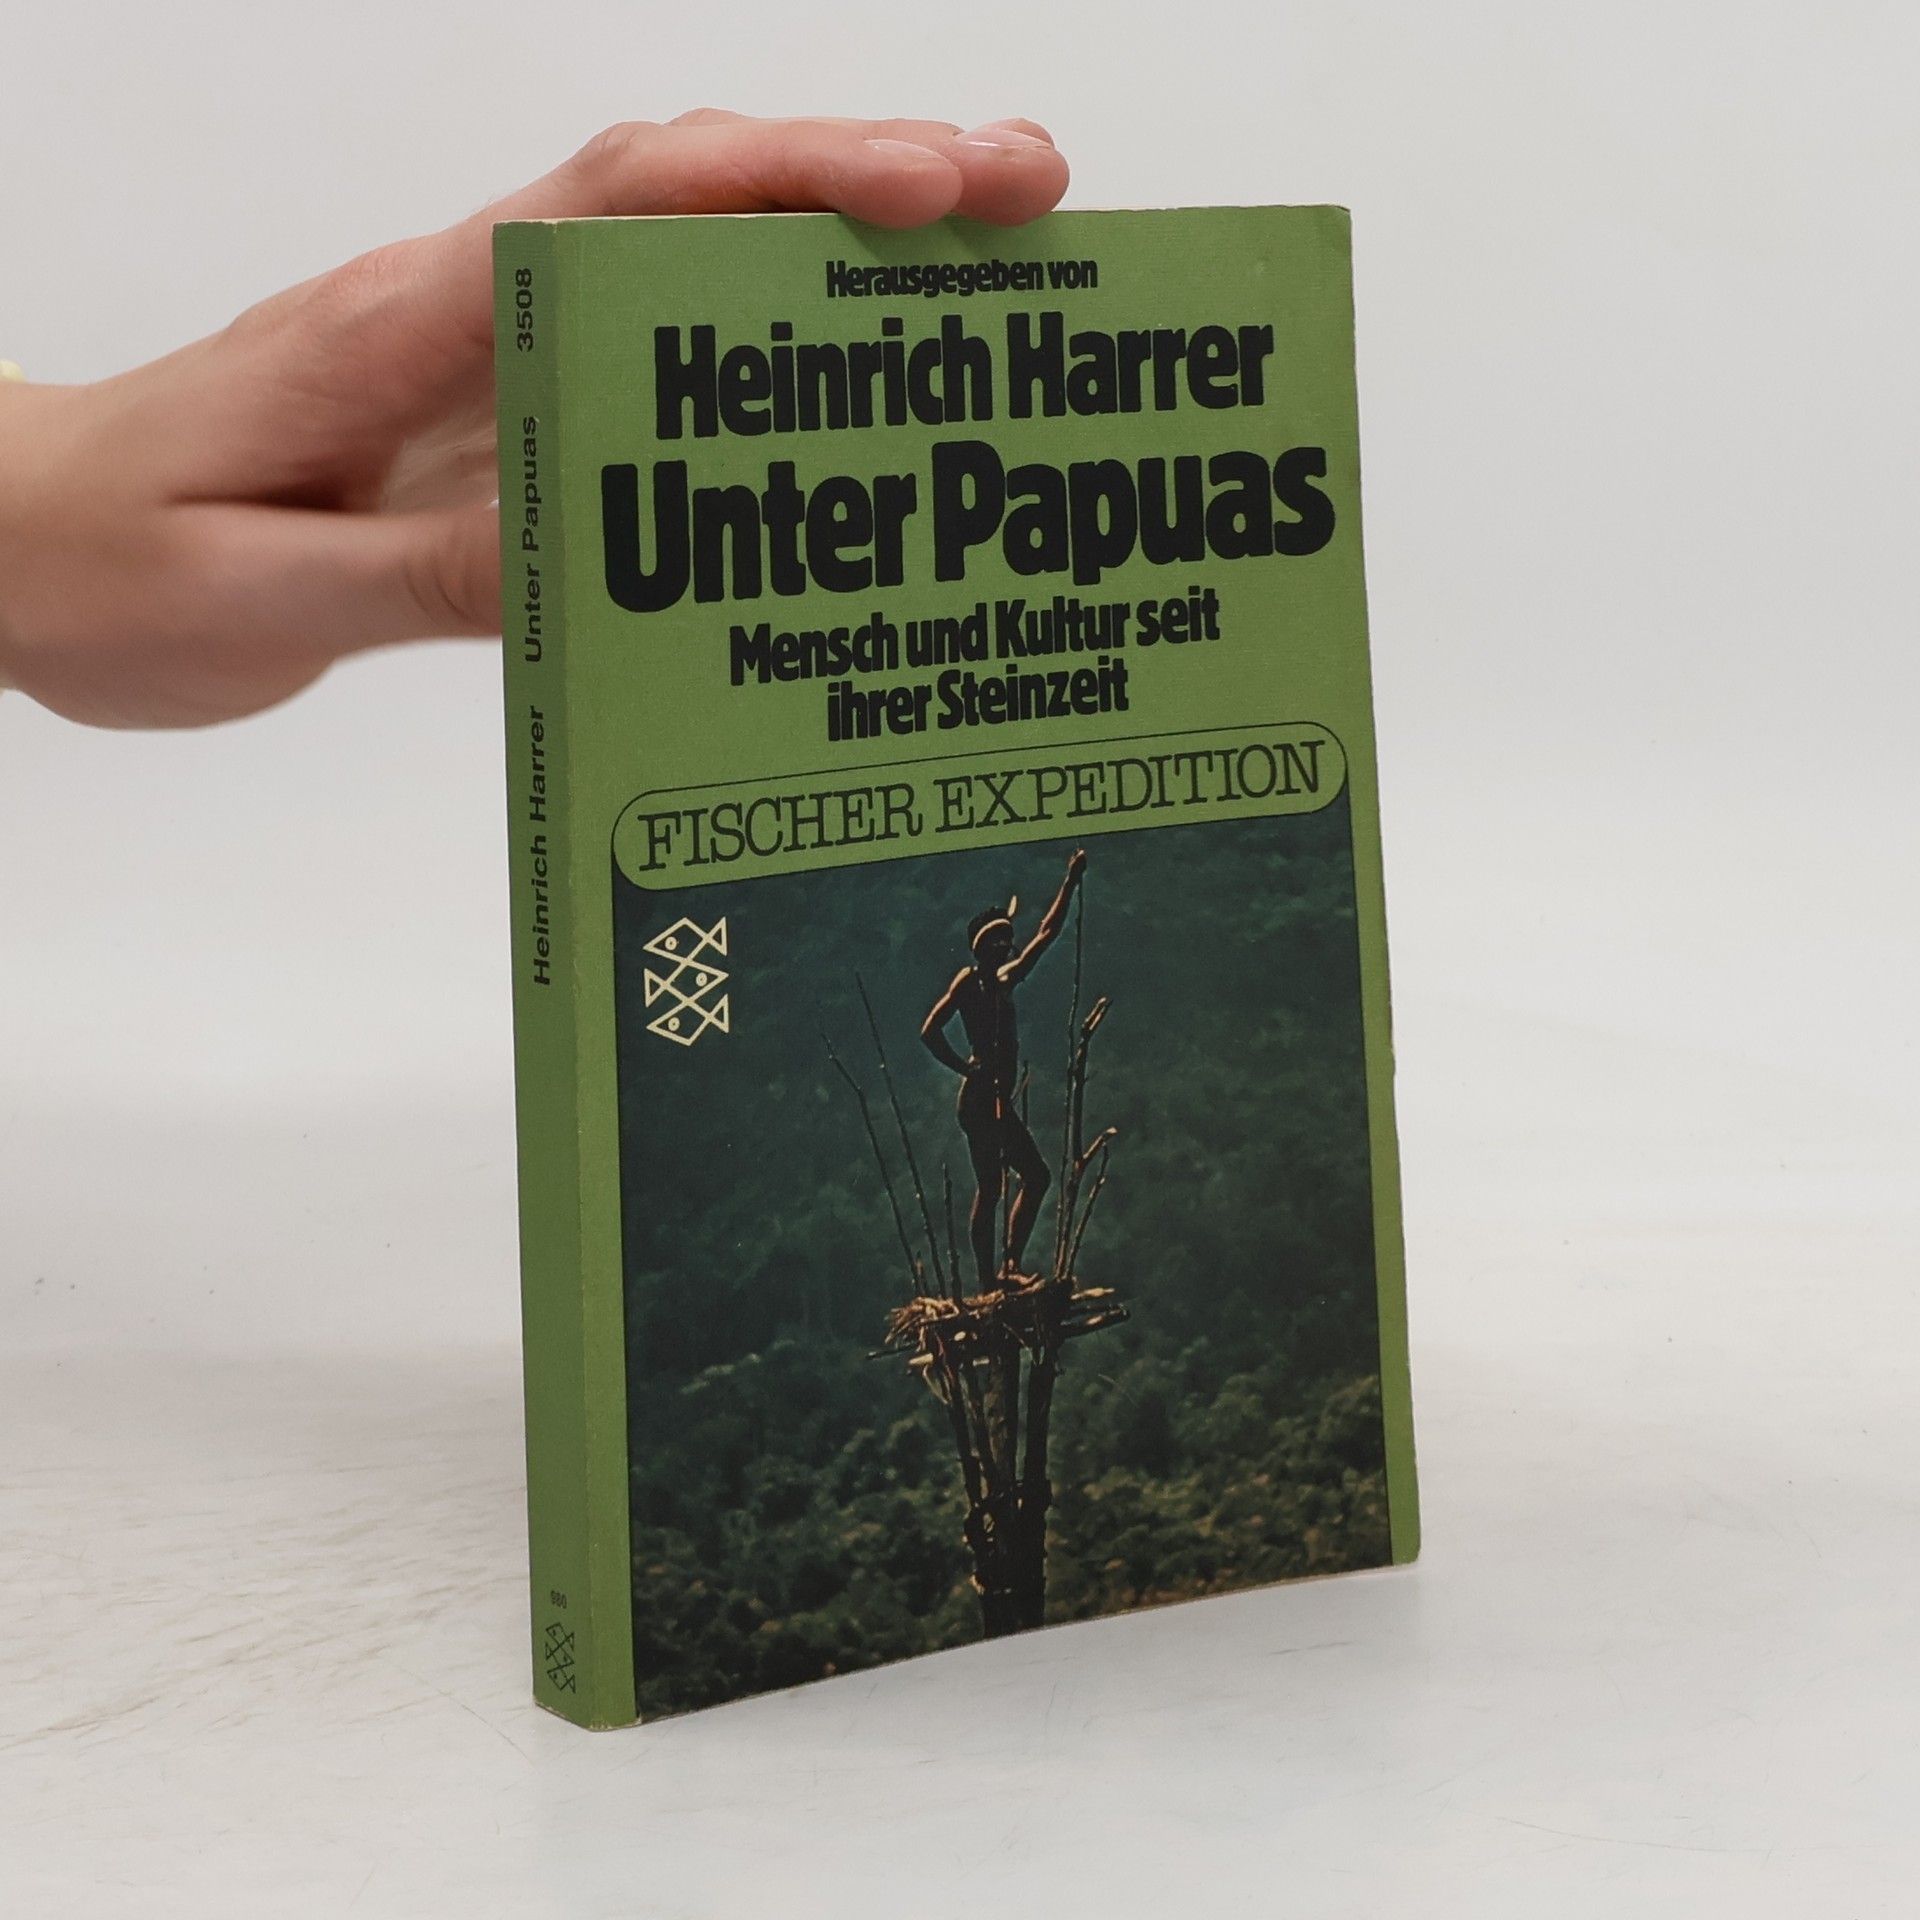 Herausgegeben von
Heinrich Harrer
Unter Papuas
Mensch und Kultur seit
ihrer Steinzeit
FISCHER EXPEDITION
Heinrich Harrer Unter Papuas 3508